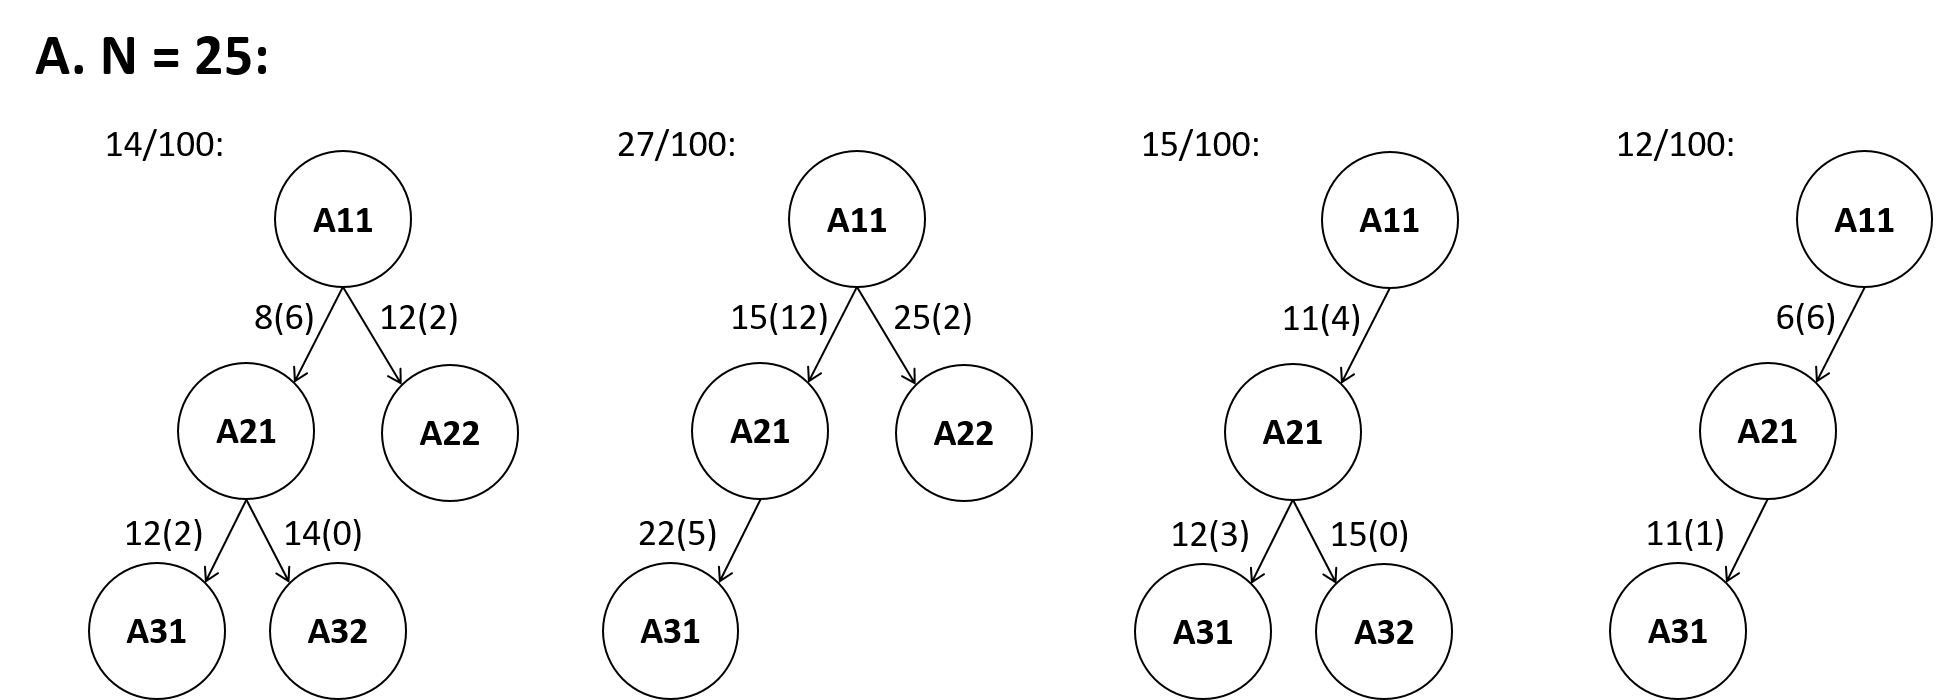 A. N = 25:
14/100:
A11
8(6)
12(2)
A21
A22
12(2)
14(0)
A31
A32
27/100:
A11
15(12)
25(2)
A21
A22
22(5)
A31
15/100:
A11
11(4)
A21
12(3)
15(0)
A31
A32
12/100:
A11
6(6)
A21
11(1)
A31